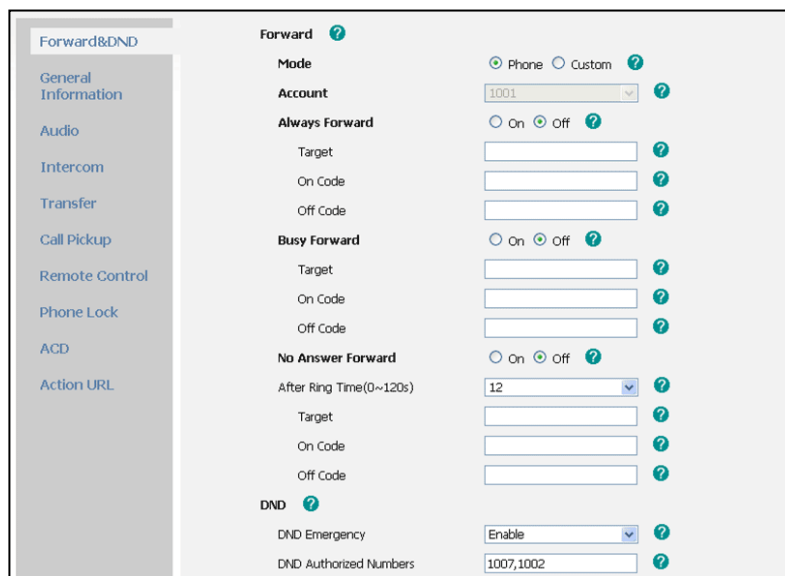 Forward&DND
General
Information
Audio
Intercom
Transfer
Call Pickup
Remote Control
Phone Lock
ACD
Action URL
Forward ?
Mode Phone Custom ?
Account 1001 ?
Always Forward On Off ?
Target ?
On Code ?
Off Code ?
Busy Forward On Off ?
Target ?
On Code ?
Off Code ?
No Answer Forward On Off ?
After Ring Time(0~120s) 12 ?
Target ?
On Code ?
Off Code ?
DND ?
DND Emergency Enable ?
DND Authorized Numbers 1007,1002 ?